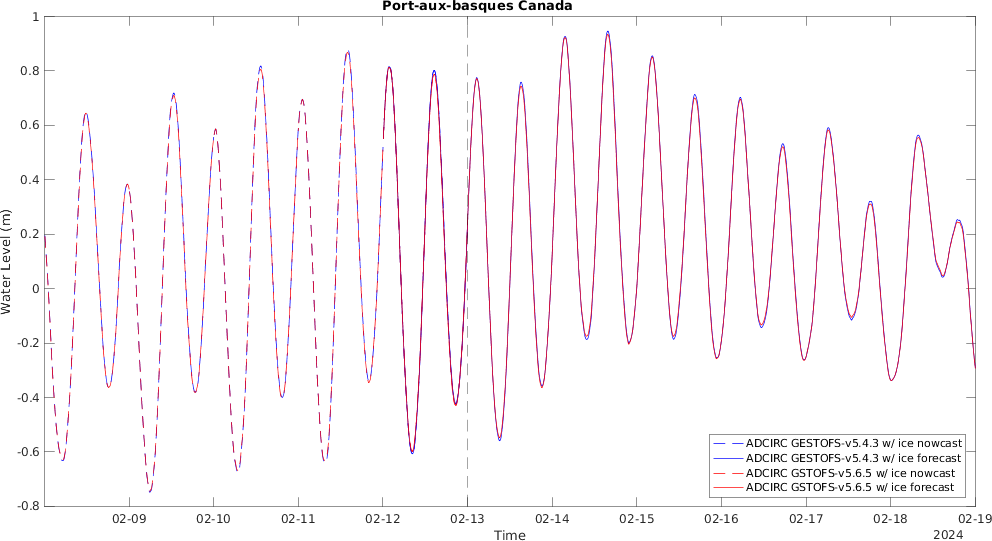 Port-aux-basques Canada
1
0.8
0.6
0.4
0.2
0
-0.2
-0.4
-0.6
-0.8
Water Level (m)
ADCIRC GESTOFS-v5.4.3 w/ ice nowcast
ADCIRC GESTOFS-v5.4.3 w/ ice forecast
ADCIRC GSTOFS-v5.6.5 w/ ice nowcast
ADCIRC GSTOFS-v5.6.5 w/ ice forecast
02-09 02-10 02-11 02-12 02-13 02-14 02-15 02-16 02-17 02-18 02-19
Time
2024